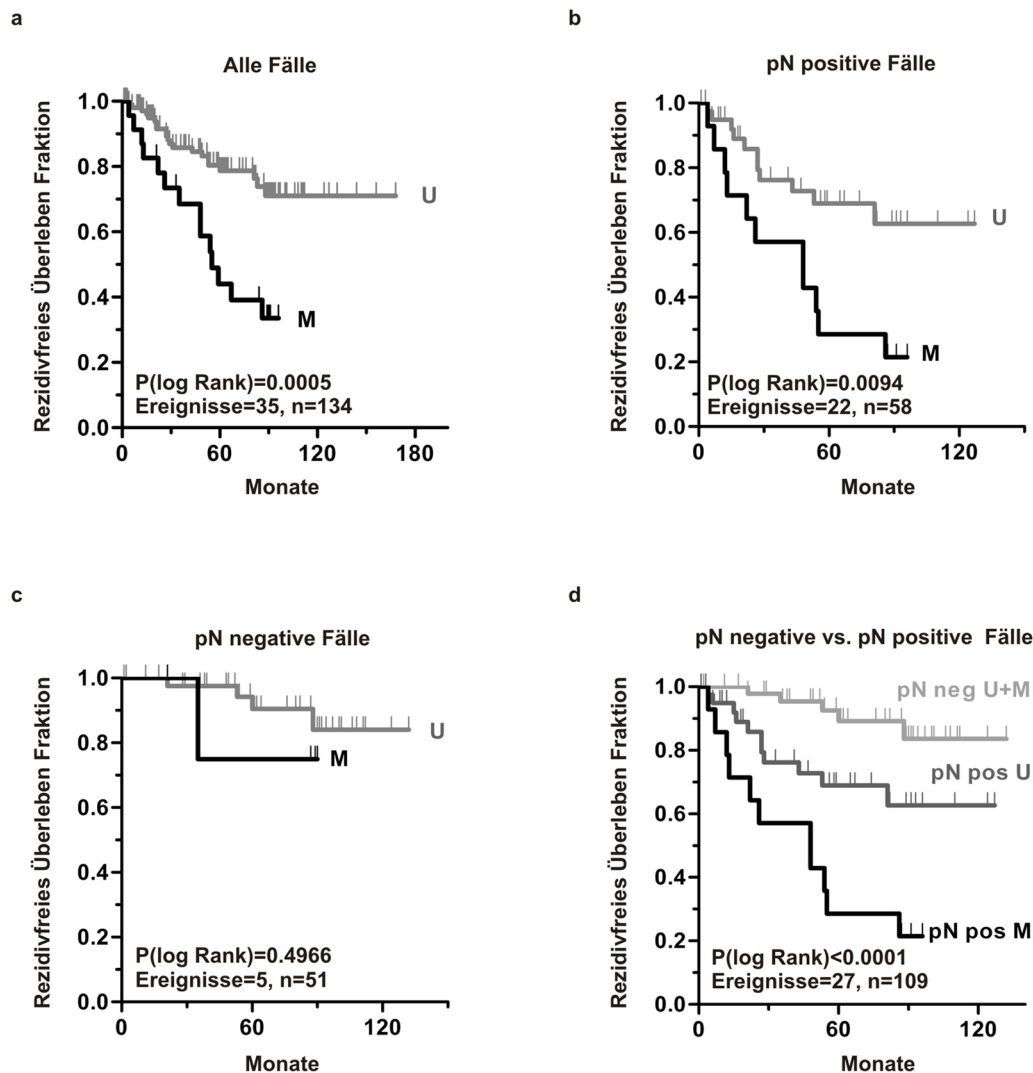 a
Alle Fälle
Rezidivfreies Überleben Fraktion
1.0
0.8
0.6
0.4
0.2
0.0
U
M
P(log Rank)=0.0005
Ereignisse=35, n=134
0 60 120 180
Monate
b
pN positive Fälle
Rezidivfreies Überleben Fraktion
1.0
0.8
0.6
0.4
0.2
0.0
U
M
P(log Rank)=0.0094
Ereignisse=22, n=58
0 60 120
Monate
c
pN negative Fälle
Rezidivfreies Überleben Fraktion
1.0
0.8
0.6
0.4
0.2
0.0
U
M
P(log Rank)=0.4966
Ereignisse=5, n=51
0 60 120
Monate
d
pN negative vs. pN positive Fälle
Rezidivfreies Überleben Fraktion
1.0
0.8
0.6
0.4
0.2
0.0
pN neg U+M
pN pos U
pN pos M
P(log Rank)<0.0001
Ereignisse=27, n=109
0 60 120
Monate